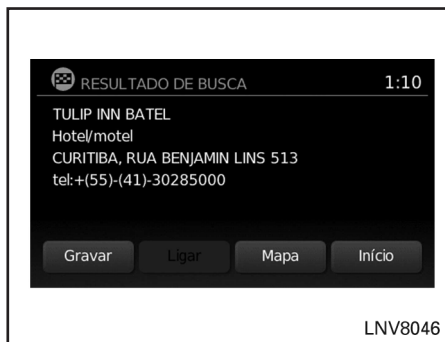 RESULTADO DE BUSCA 1:10
TULIP INN BATEL
Hotel/motel
CURITIBA, RUA BENJAMIN LINS 513
tel:+(55)-(41)-30285000
Gravar Ligar Mapa Início
LNV8046